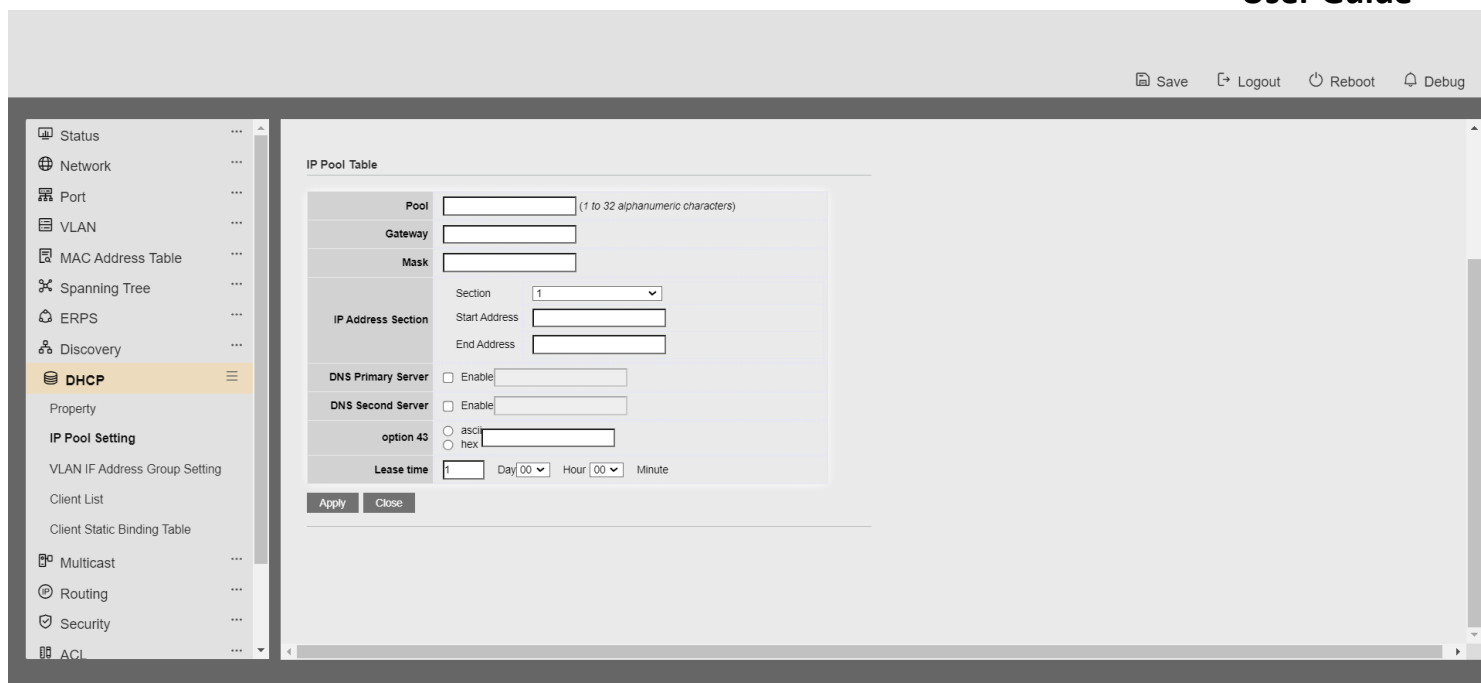 User Guide
Save Logout Reboot Debug
Status
Network
Port
VLAN
MAC Address Table
Spanning Tree
ERPS
Discovery
DHCP
Property
IP Pool Setting
VLAN IF Address Group Setting
Client List
Client Static Binding Table
Multicast
IP Routing
Security
ACL
IP Pool Table
Pool (1 to 32 alphanumeric characters)
Gateway
Mask
IP Address Section
Section 1
Start Address
End Address
DNS Primary Server Enable
DNS Second Server Enable
option 43 ascii
hex
Lease time 1 Day 00 Hour 00 Minute
Apply Close